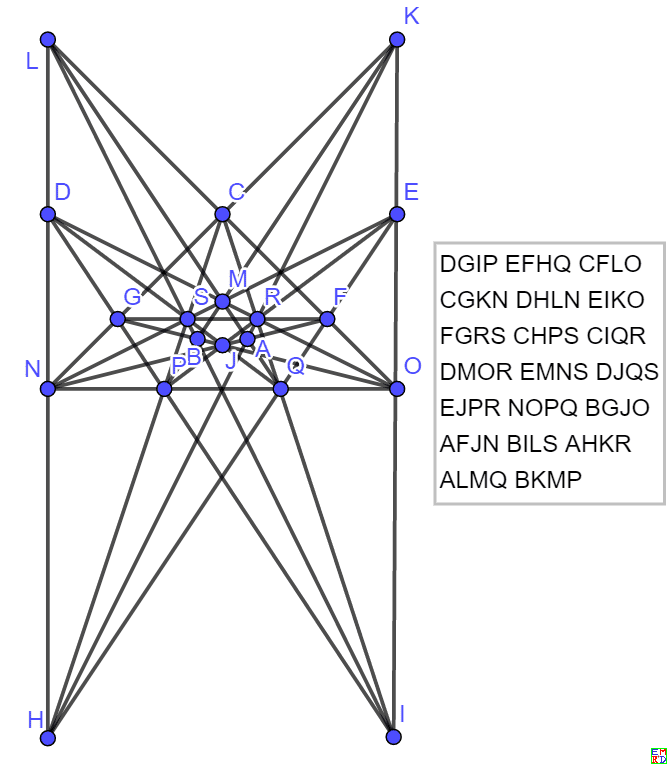 L
K
D
C
E
M
G
S
R
F
DGIP EFHQ CFLO
CGKN DHLN EIKO
FGRS CHPS CIQR
DMOR EMNS DJQS
EJPR NOPQ BGJO
AFJN BILS AHKR
ALMQ BKMP
N
P
B
J
A
Q
O
H
I